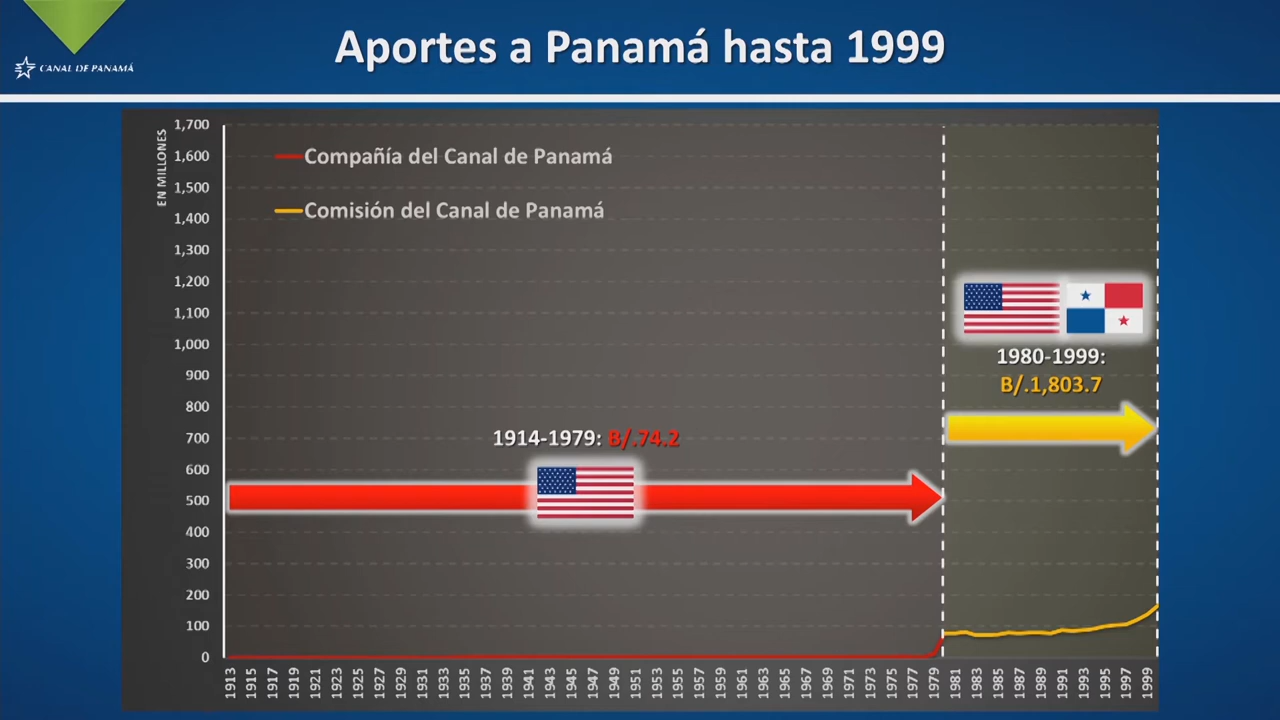 Aportes a Panamá hasta 1999
CANAL DE PANAMÁ
EN MILLONES
1,700
1,600
1,500
1,400
1,300
1,200
1,100
1,000
900
800
700
600
500
400
300
200
100
0
Compañía del Canal de Panamá
Comisión del Canal de Panamá
1980-1999:
B/.1,803.7
1914-1979: B/.74.2
1913 1915 1917 1919 1921 1923 1925 1927 1929 1931 1933 1935 1937 1939 1941 1943 1945 1947 1949 1951 1953 1955 1957 1959 1961 1963 1965 1967 1969 1971 1973 1975 1977 1979 1981 1983 1985 1987 1989 1991 1993 1995 1997 1999